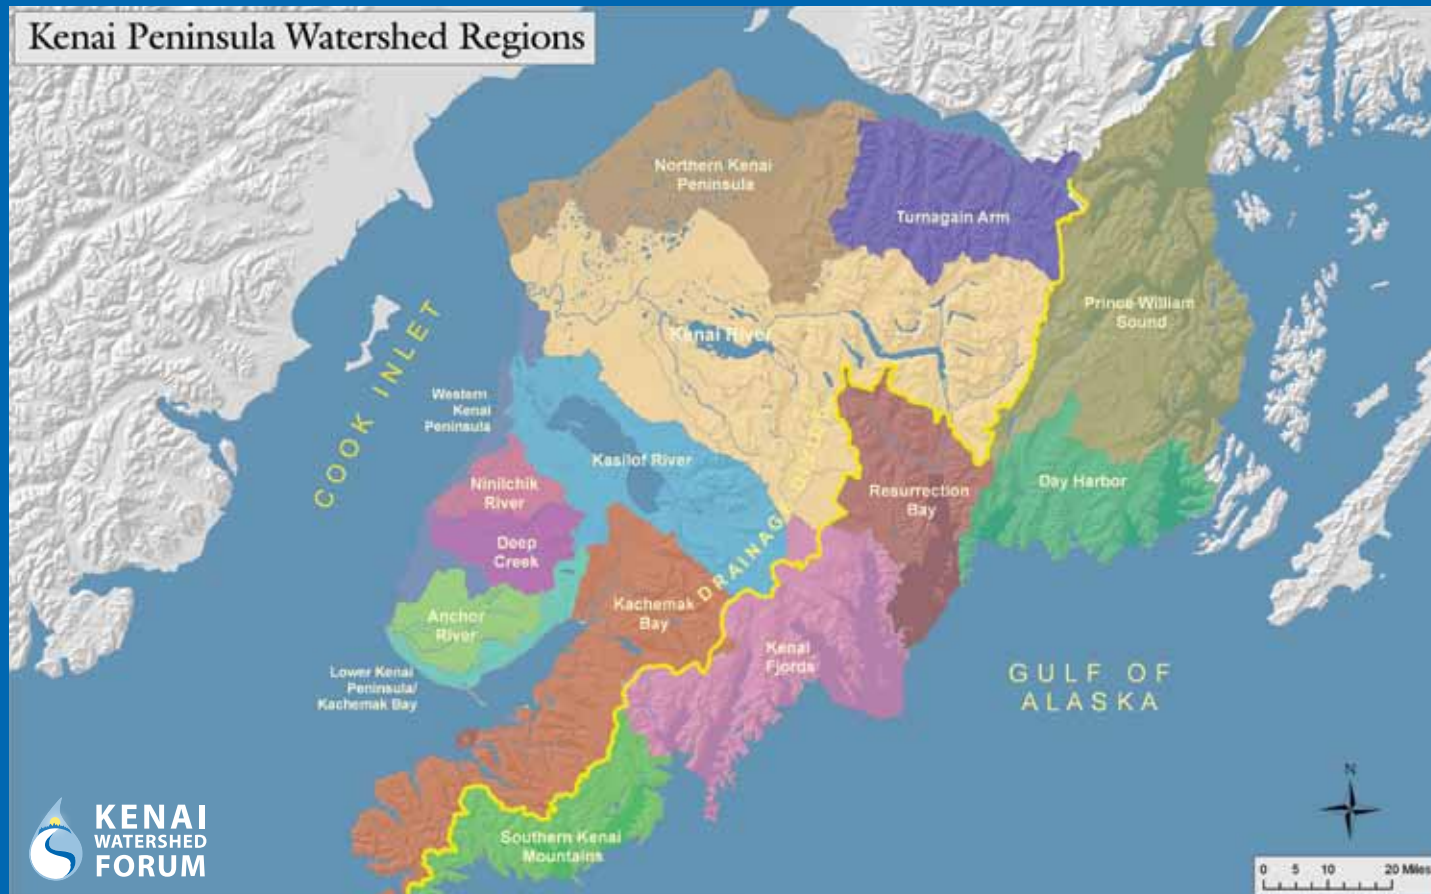 Kenai Peninsula Watershed Regions
Northern Kenai
Peninsula
Turnagain Arm
Prince William
Sound
COOK INLET
Kenai River
Western
Kenai
Peninsula
Kasilof River
Ninilchik
River
Resurrection
Bay
Day Harbor
Deep
Creek
DRAINAGE DIVIDE
Anchor
River
Kachemak
Bay
Kenai
Fjords
Lower Kenai
Peninsula/
Kachemak Bay
GULF OF
ALASKA
Southern Kenai
Mountains
KENAI
WATERSHED
FORUM
N
0 5 10 20 Miles